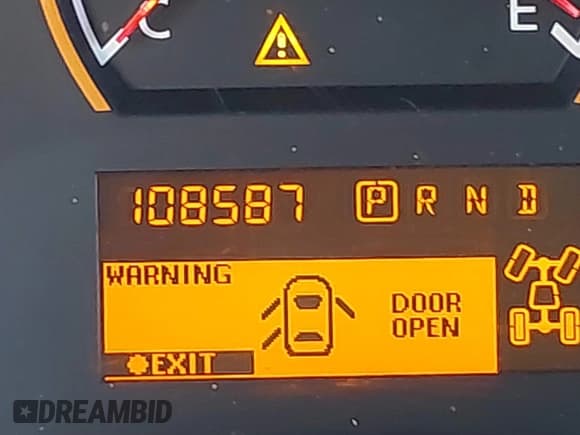 C
E
108587 P R N D
WARNING
DOOR
OPEN
EXIT
DREAMBID